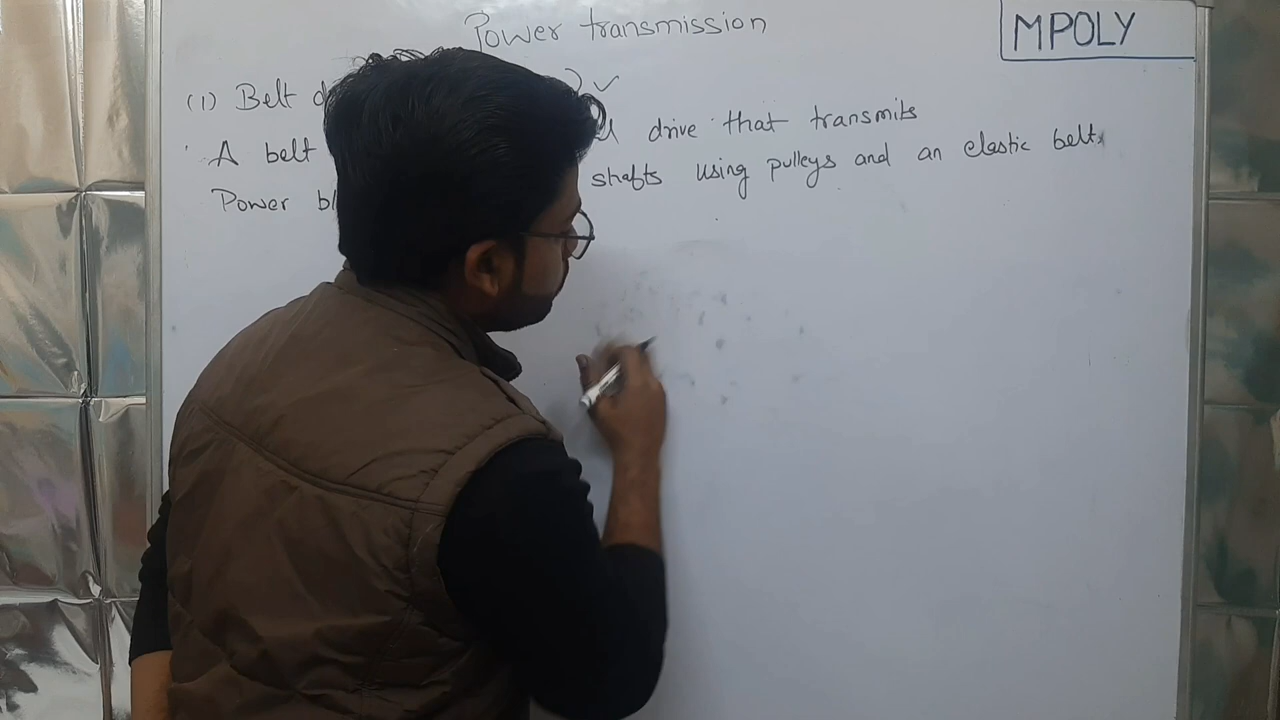 Power transmission
MPOLY
(1) Belt
A belt drive that transmits
Power shafts using pulleys and an elastic belt.